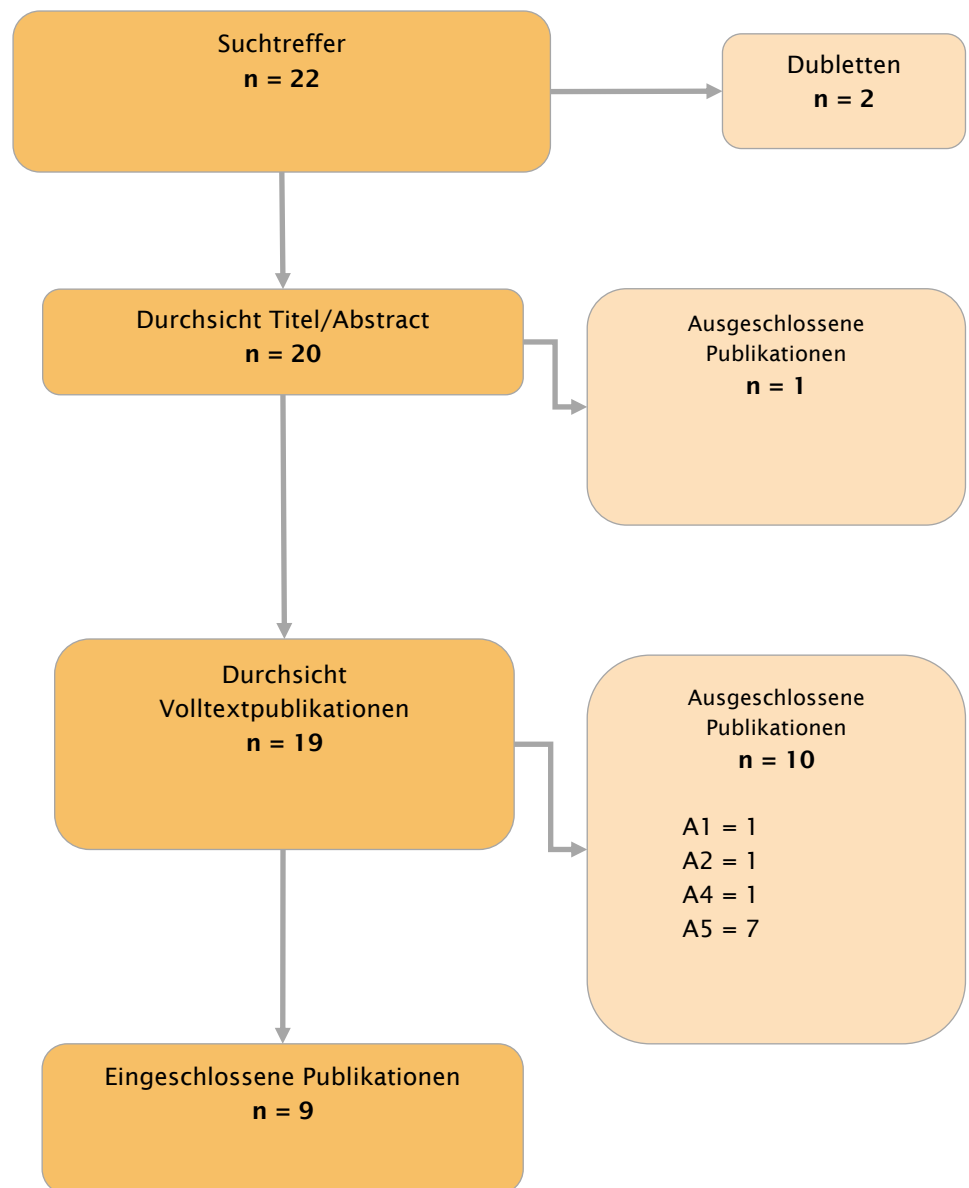 Suchtreffer
n = 22
Dubletten
n = 2
Durchsicht Titel/Abstract
n = 20
Ausgeschlossene
Publikationen
n = 1
Durchsicht
Volltextpublikationen
n = 19
Ausgeschlossene
Publikationen
n = 10
A1 = 1
A2 = 1
A4 = 1
A5 = 7
Eingeschlossene Publikationen
n = 9